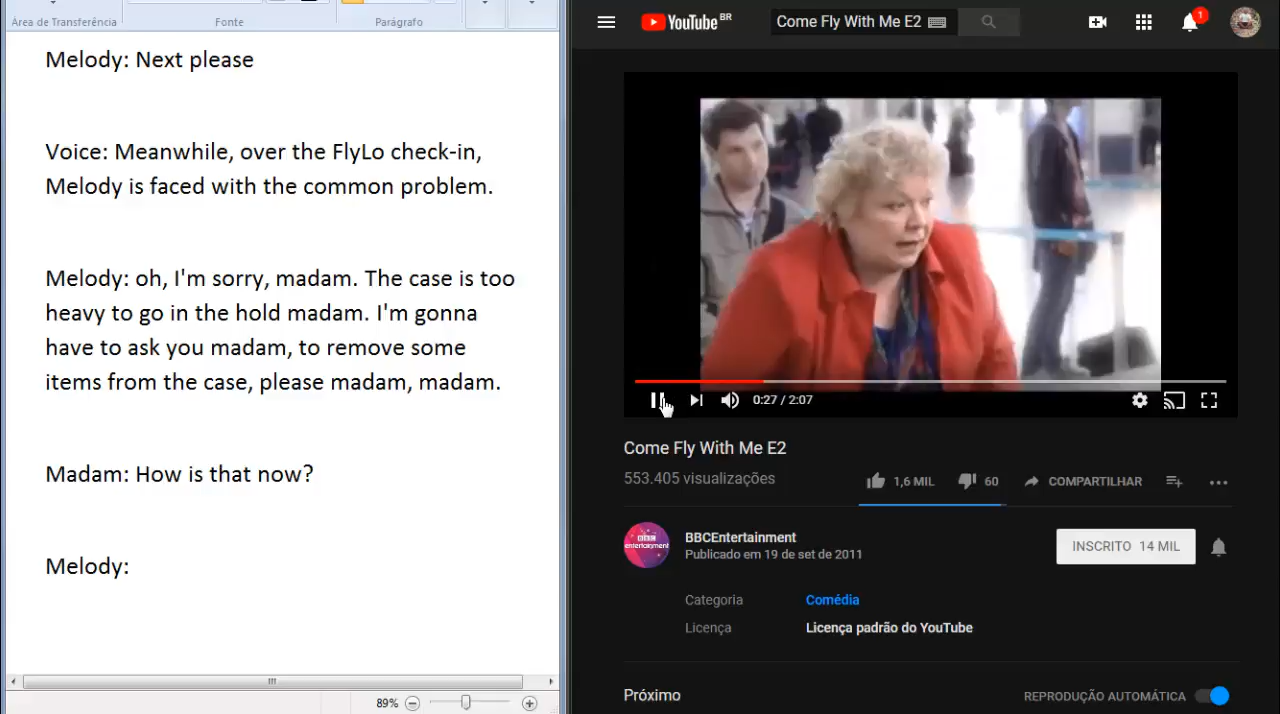 Área de Transferência
Fonte
Parágrafo
Melody: Next please
Voice: Meanwhile, over the FlyLo check-in,
Melody is faced with the common problem.
Melody: oh, I'm sorry, madam. The case is too
heavy to go in the hold madam. I'm gonna
have to ask you madam, to remove some
items from the case, please madam, madam.
Madam: How is that now?
Melody:
89%
YouTube BR
Come Fly With Me E2
1
0:27 / 2:07
Come Fly With Me E2
553.405 visualizações
1,6 MIL
60
COMPARTILHAR
BBC
entertainment
BBCEntertainment
Publicado em 19 de set de 2011
INSCRITO 14 MIL
Categoria
Comédia
Licença
Licença padrão do YouTube
Próximo
REPRODUÇÃO AUTOMÁTICA